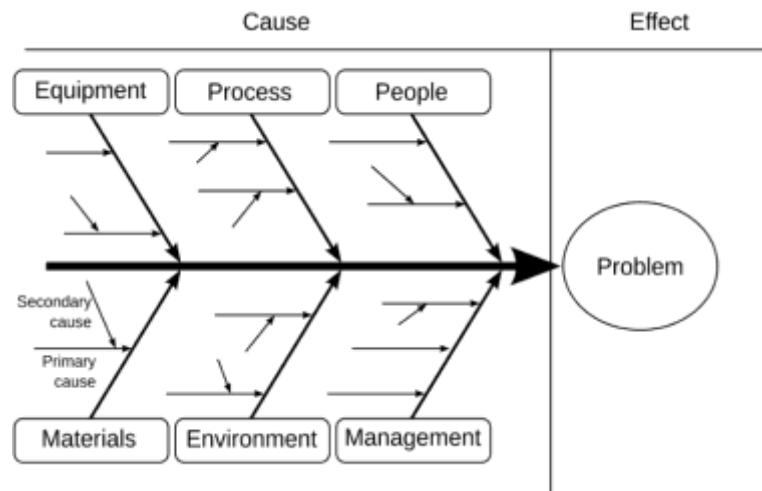 Cause
Effect
Equipment
Process
People
Problem
Secondary
cause
Primary
cause
Materials
Environment
Management